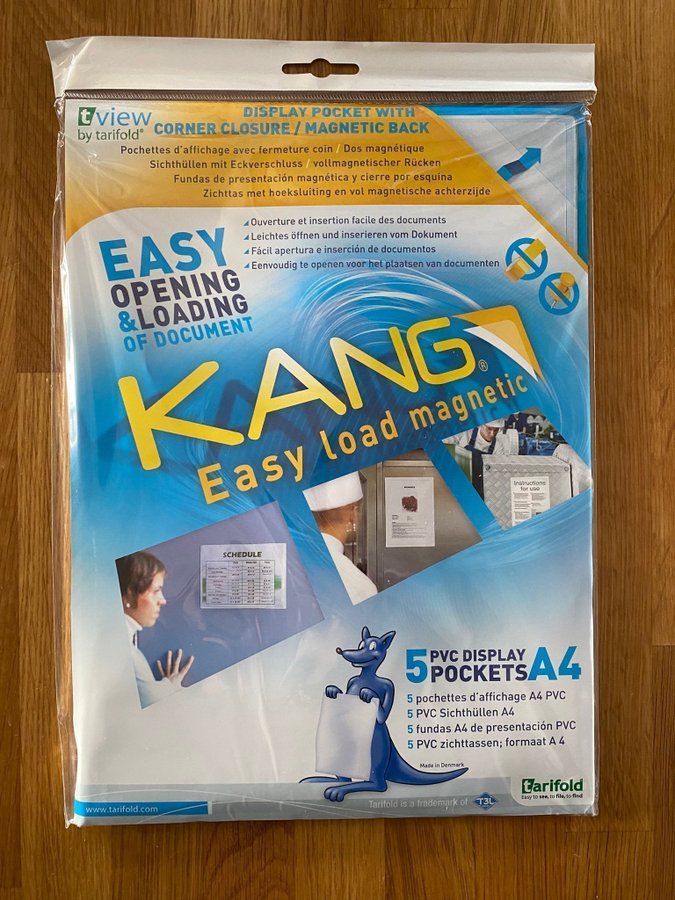 tview
by tarifold®
DISPLAY POCKET WITH
CORNER CLOSURE / MAGNETIC BACK
Pochettes d'affichage avec fermeture coin / Dos magnétique
Sichthüllen mit Eckverschluss / vollmagnetischer Rücken
Fundas de presentación magnética y cierre por esquina
Zichttas met hoeksluiting en vol magnetische achterzijde
EASY
OPENING
&LOADING
OF DOCUMENT
Ouverture et insertion facile des documents
Leichtes öffnen und inserieren vom Dokument
Fácil apertura e inserción de documentos
Eenvoudig te openen voor het plaatsen van documenten
KANG®
Easy load magnetic
Instructions
for use
SCHEDULE
5 PVC DISPLAY
POCKETS A4
5 pochettes d'affichage A4 PVC
5 PVC Sichthüllen A4
5 fundas A4 de presentación PVC
5 PVC zichttassen; formaat A 4
Made in Denmark
tarifold
Easy to see, to file, to find.
www.tarifold.com
Tarifold is a trademark of T3L